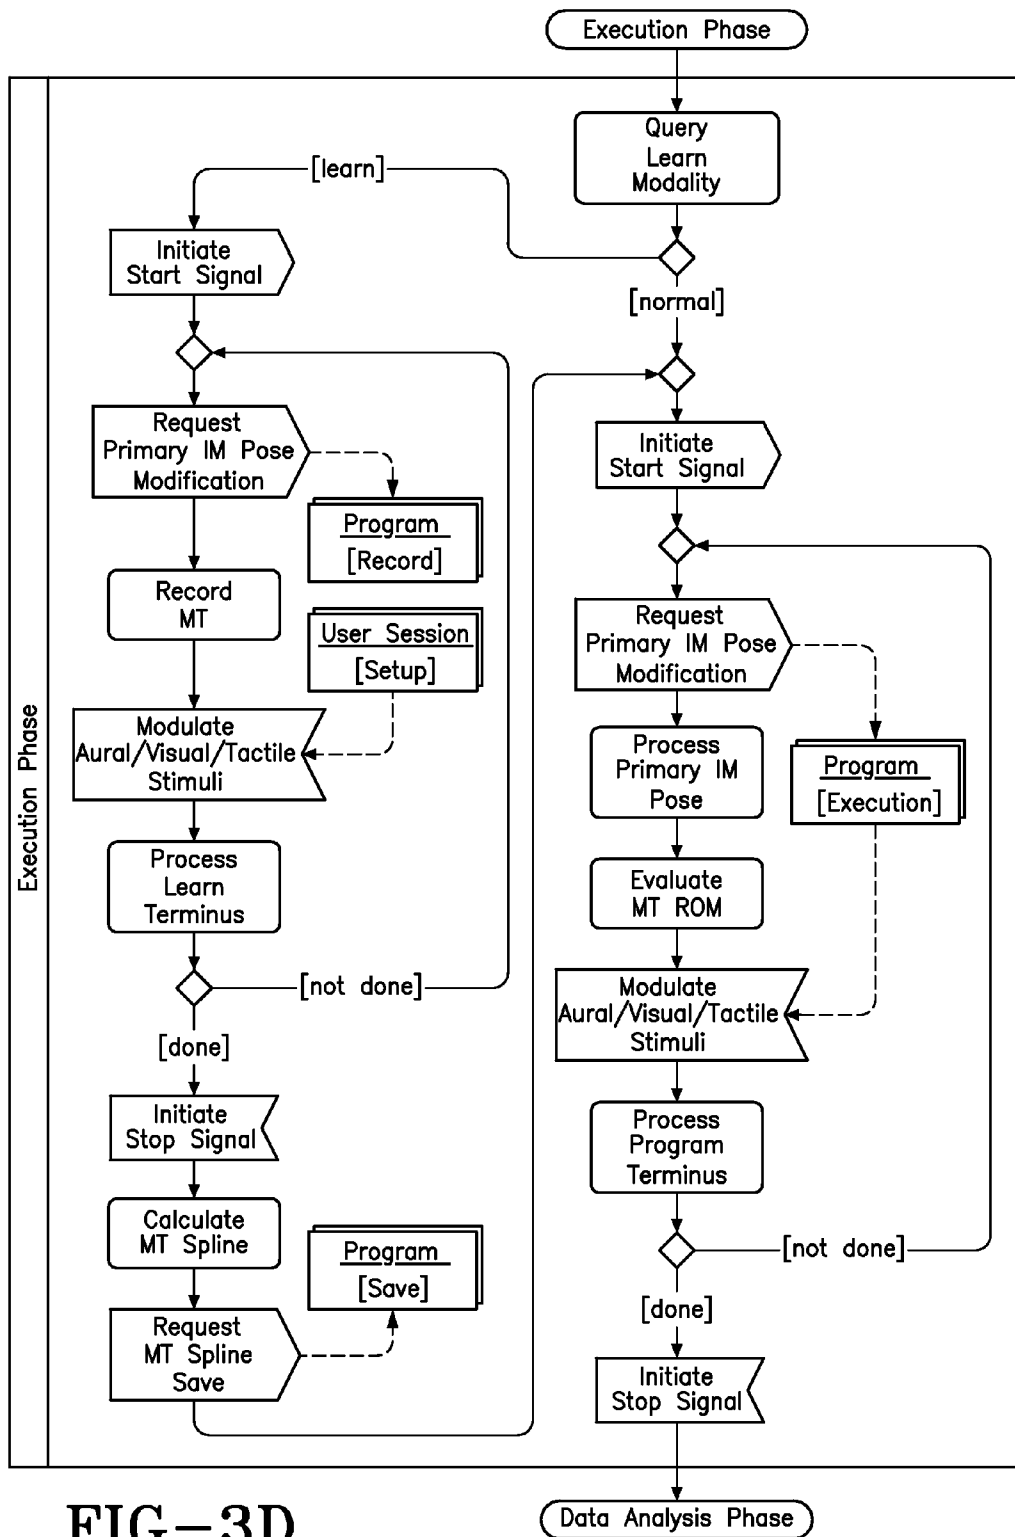 Execution Phase
Query
Learn
Modality
[learn]
[normal]
Initiate
Start Signal
Request
Primary IM Pose
Modification
Program
[Record]
Record
MT
User Session
[Setup]
Modulate
Aural/Visual/Tactile
Stimuli
Process
Learn
Terminus
[not done]
[done]
Initiate
Stop Signal
Calculate
MT Spline
Program
[Save]
Request
MT Spline
Save
Initiate
Start Signal
Request
Primary IM Pose
Modification
Process
Primary IM
Pose
Program
[Execution]
Evaluate
MT ROM
Modulate
Aural/Visual/Tactile
Stimuli
Process
Program
Terminus
[not done]
[done]
Initiate
Stop Signal
Execution Phase
Data Analysis Phase
FIG-3D